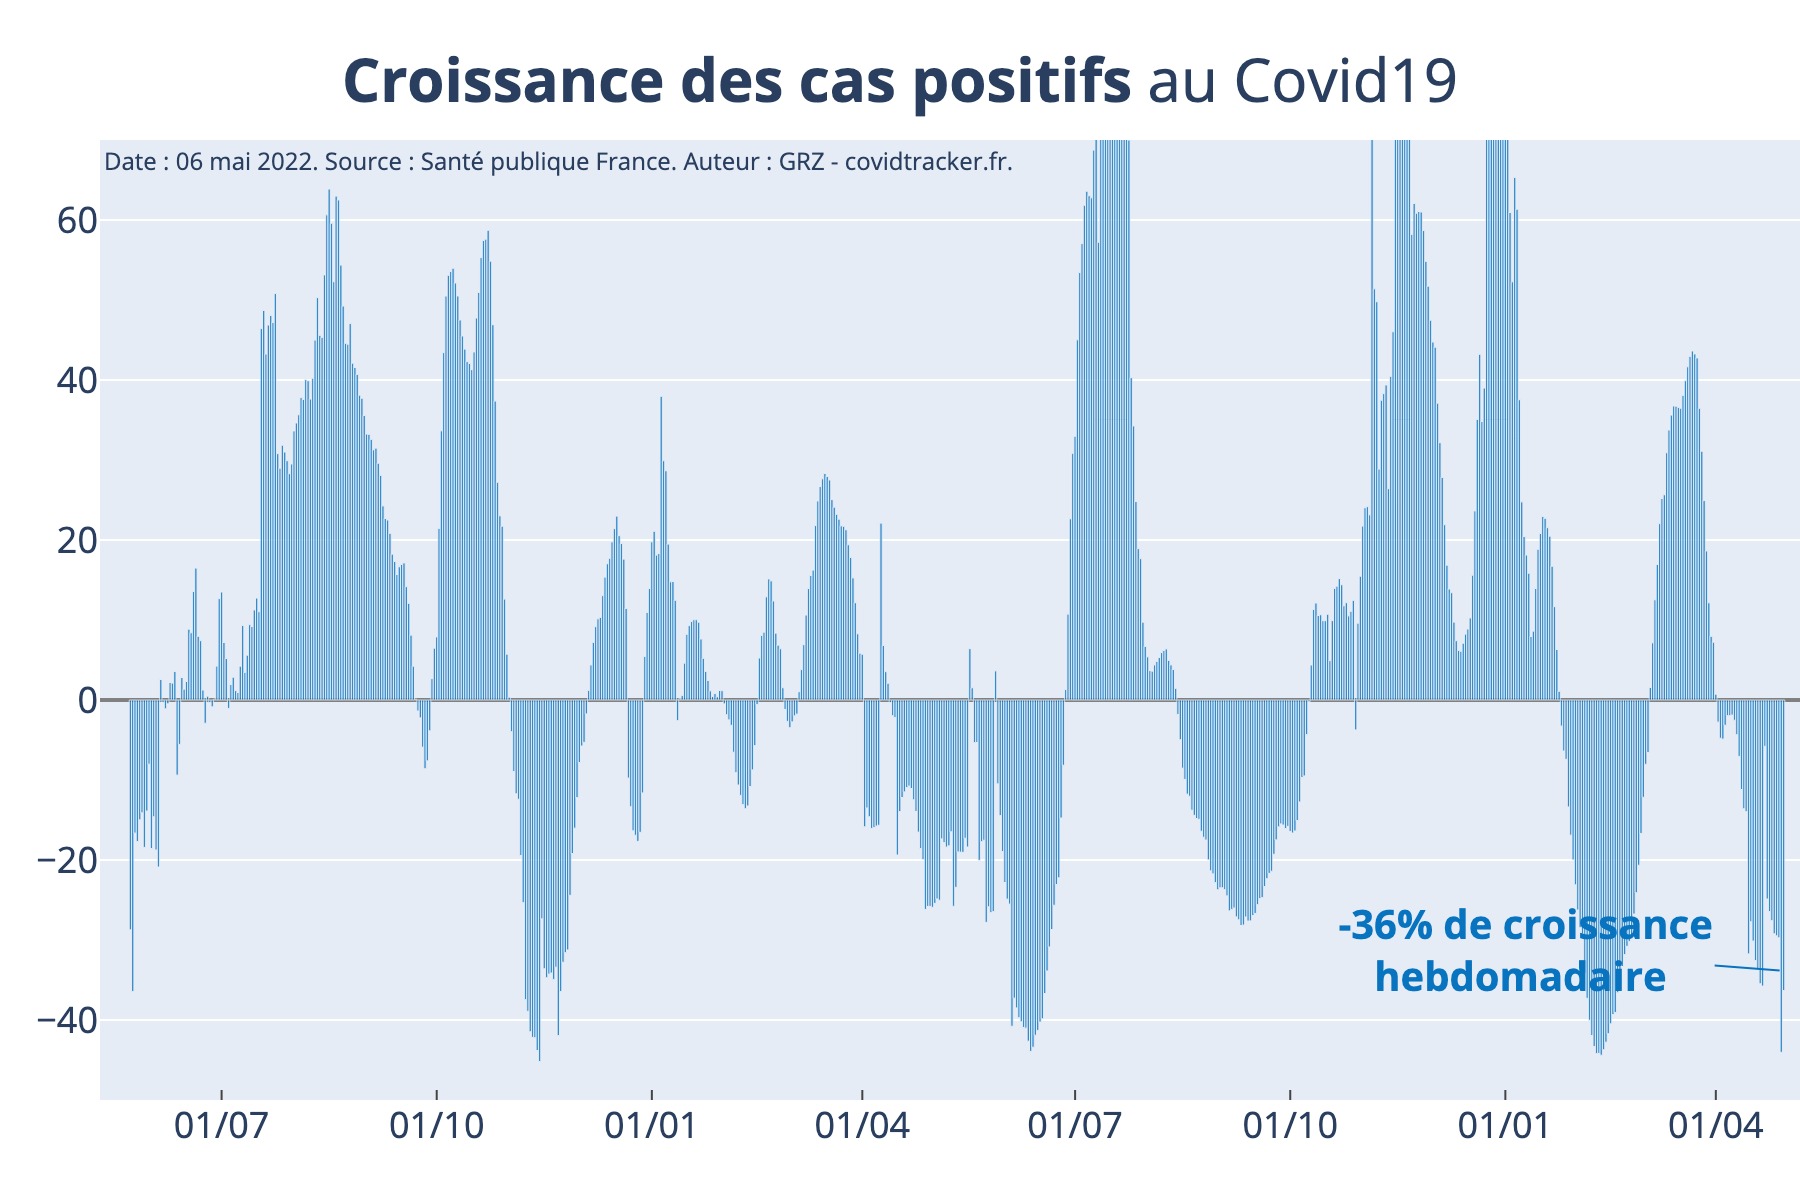 Croissance des cas positifs au Covid19
Date : 06 mai 2022. Source : Santé publique France. Auteur : GRZ - covidtracker.fr.
60
40
20
0
−20
−40
-36% de croissance
hebdomadaire
01/07 01/10 01/01 01/04 01/07 01/10 01/01 01/04